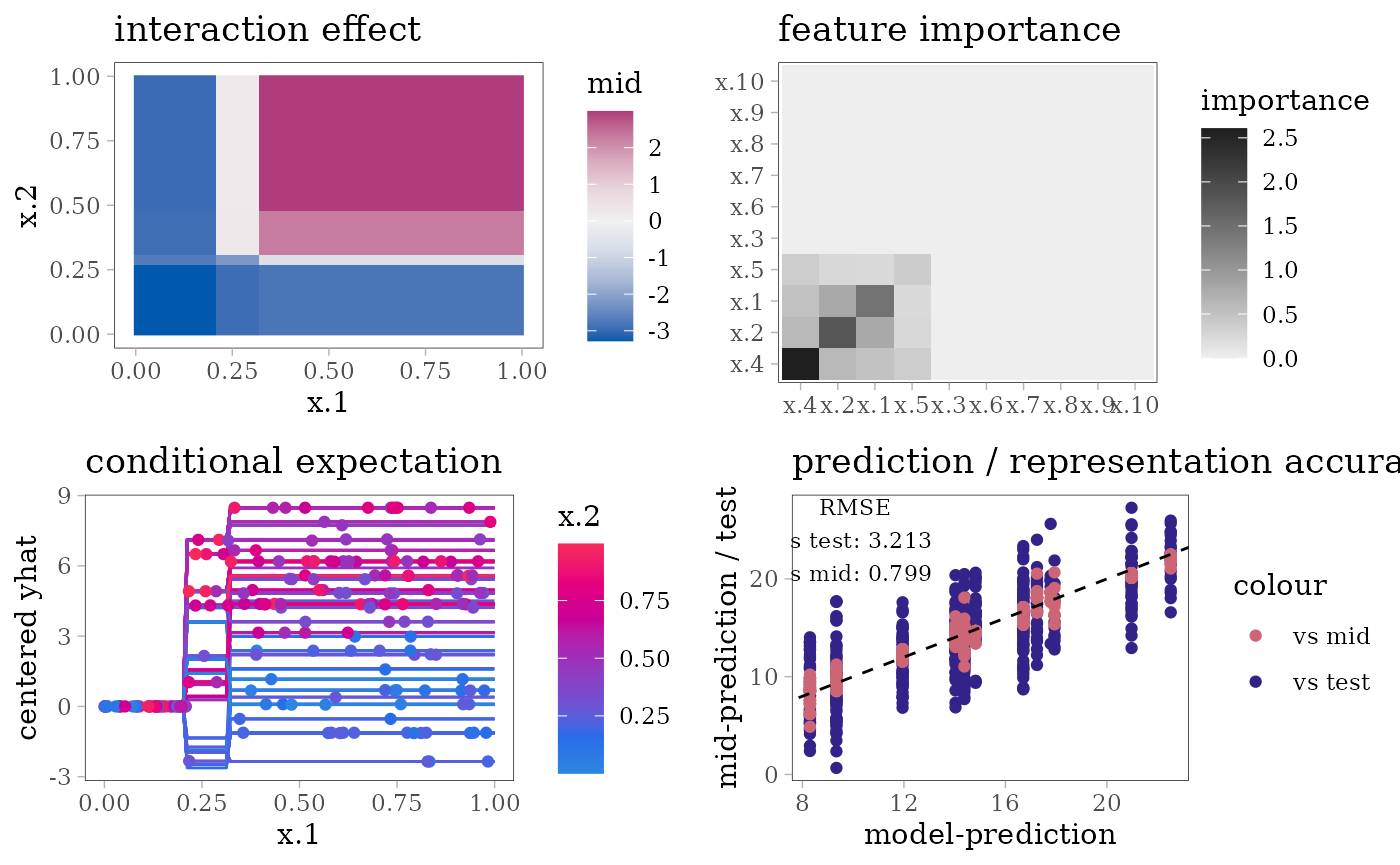 interaction effect
1.00
0.75
0.50
0.25
0.00
x.2
0.00 0.25 0.50 0.75 1.00
x.1
mid
2
1
0
-1
-2
-3
feature importance
x.10
x.9
x.8
x.7
x.6
x.3
x.5
x.1
x.2
x.4
x.4 x.2 x.1 x.5 x.3 x.6 x.7 x.8 x.9 x.10
importance
2.5
2.0
1.5
1.0
0.5
0.0
conditional expectation
9
6
3
0
-3
centered yhat
0.00 0.25 0.50 0.75 1.00
x.1
x.2
0.75
0.50
0.25
prediction / representation accura
RMSE
s test: 3.213
s mid: 0.799
20
10
0
mid-prediction / test
8 12 16 20
model-prediction
colour
vs mid
vs test